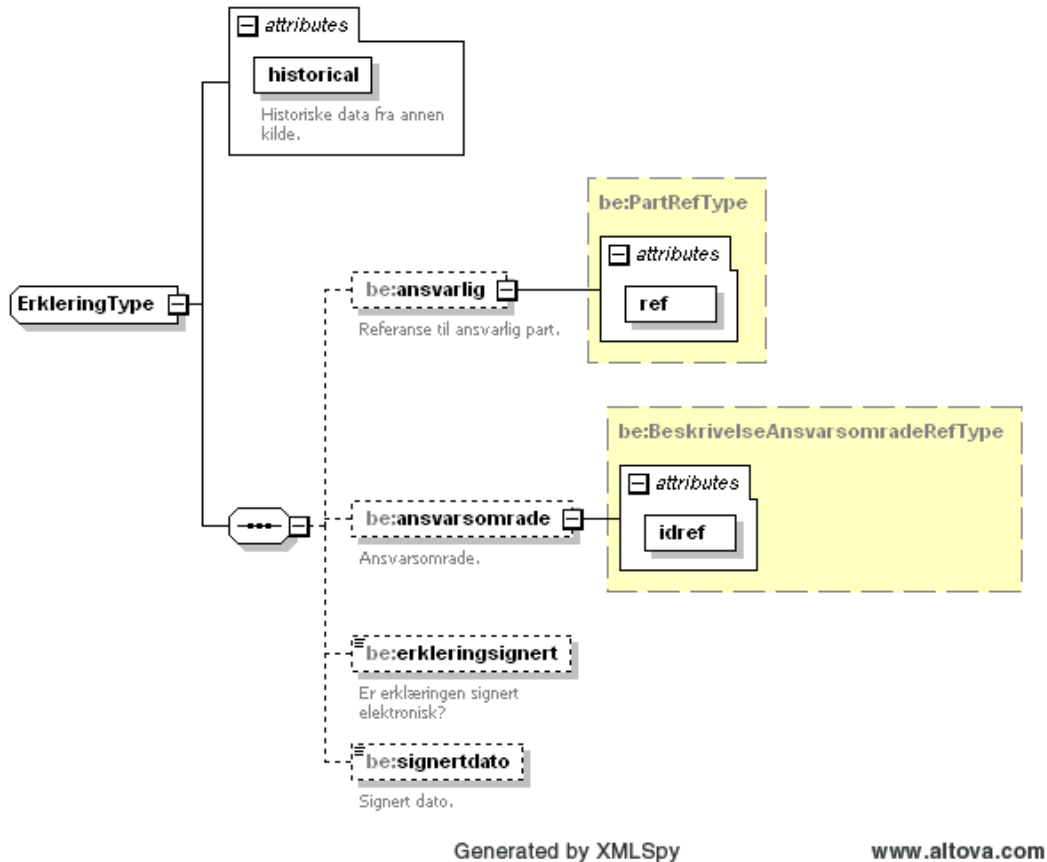 attributes
historical
Historiske data fra annen
kilde.
be:PartRefType
attributes
ErkleringType
be:ansvarlig
ref
Referanse til ansvarlig part.
be:BeskrivelseAnsvarsomradeRefType
attributes
be:ansvarsomrade
idref
Ansvarsomrade.
be:erkleringsignert
Er erklæringen signert
elektronisk?
be:signertdato
Signert dato.
Generated by XMLSpy
www.altova.com